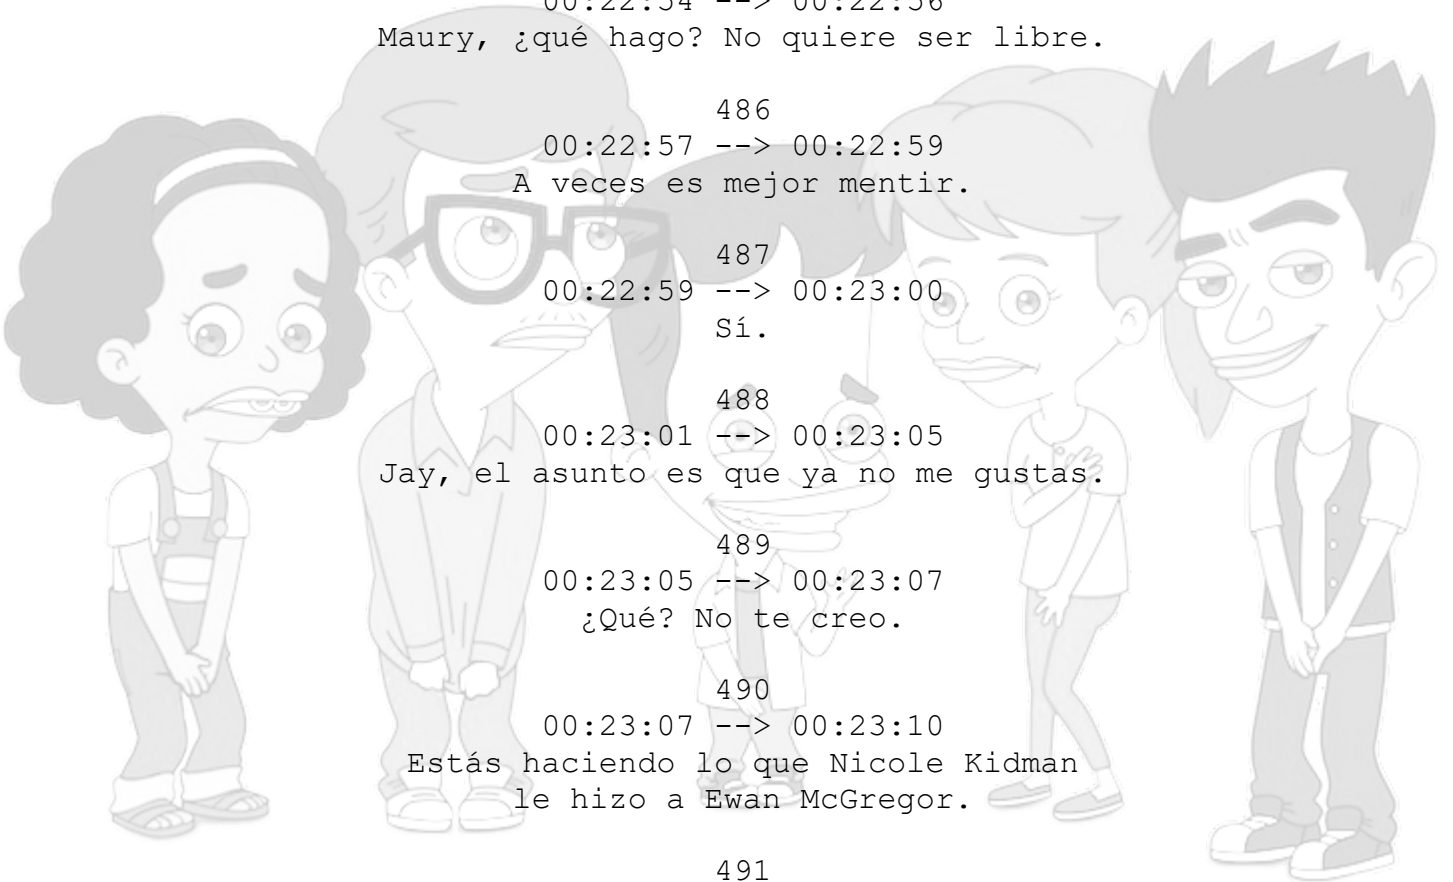 00:22:54 --> 00:22:56
Maury, ¿qué hago? No quiere ser libre.
486
00:22:57 --> 00:22:59
A veces es mejor mentir.
487
00:22:59 --> 00:23:00
Sí.
488
00:23:01 --> 00:23:05
Jay, el asunto es que ya no me gustas.
489
00:23:05 --> 00:23:07
¿Qué? No te creo.
490
00:23:07 --> 00:23:10
Estás haciendo lo que Nicole Kidman
le hizo a Ewan McGregor.
491